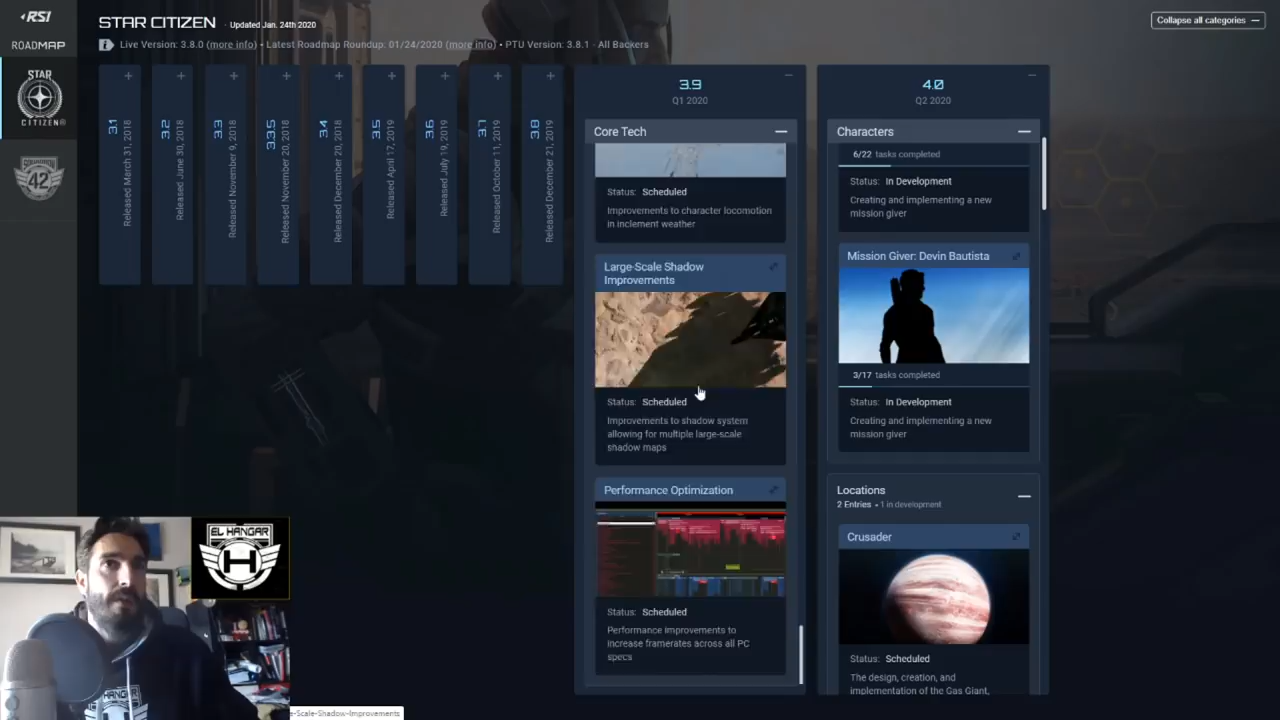 RSI
ROADMAP
STAR CITIZEN
SQUADRON 42
STAR CITIZEN · Updated Jan. 24th 2020
Live Version: 3.8.0 (more info) • Latest Roadmap Roundup: 01/24/2020 (more info) • PTU Version: 3.8.1 - All Backers
Collapse all categories
3.1 Released March 31, 2018
3.2 Released June 30, 2018
3.3 Released November 9, 2018
3.3.5 Released November 20, 2018
3.4 Released December 20, 2018
3.5 Released April 17, 2019
3.6 Released July 19, 2019
3.7 Released October 11, 2019
3.8 Released December 21, 2019
3.9
Q1 2020
Core Tech
Status: Scheduled
Improvements to character locomotion
in inclement weather
Large-Scale Shadow
Improvements
Status: Scheduled
Improvements to shadow system
allowing for multiple large-scale
shadow maps
Performance Optimization
Status: Scheduled
Performance improvements to
increase framerates across all PC
specs
4.0
Q2 2020
Characters
6/22 tasks completed
Status: In Development
Creating and implementing a new
mission giver
Mission Giver: Devin Bautista
3/17 tasks completed
Status: In Development
Creating and implementing a new
mission giver
Locations
2 Entries • 1 in development
Crusader
Status: Scheduled
The design, creation, and
implementation of the Gas Giant,
EL HANGAR
H
HANGAR
e-Scale-Shadow-Improvements